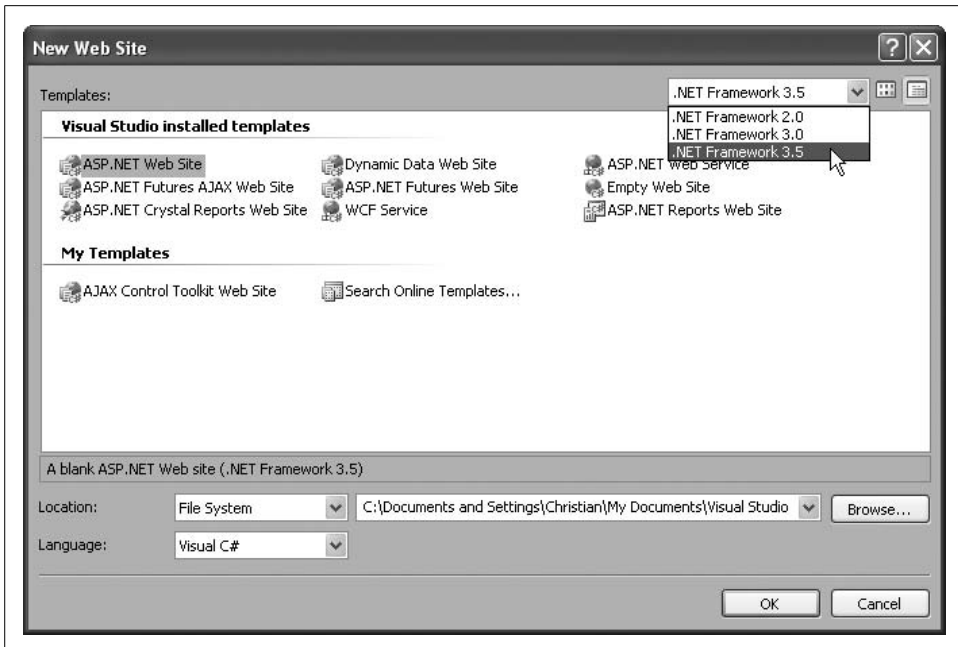 New Web Site
Templates:
.NET Framework 3.5
.NET Framework 2.0
.NET Framework 3.0
.NET Framework 3.5
Visual Studio installed templates
ASP.NET Web Site
Dynamic Data Web Site
ASP.NET Web Service
ASP.NET Futures AJAX Web Site
ASP.NET Futures Web Site
Empty Web Site
ASP.NET Crystal Reports Web Site
WCF Service
ASP.NET Reports Web Site
My Templates
AJAX Control Toolkit Web Site
Search Online Templates...
A blank ASP.NET Web site (.NET Framework 3.5)
Location:
File System
C:\Documents and Settings\Christian\My Documents\Visual Studio
Browse...
Language:
Visual C#
OK
Cancel